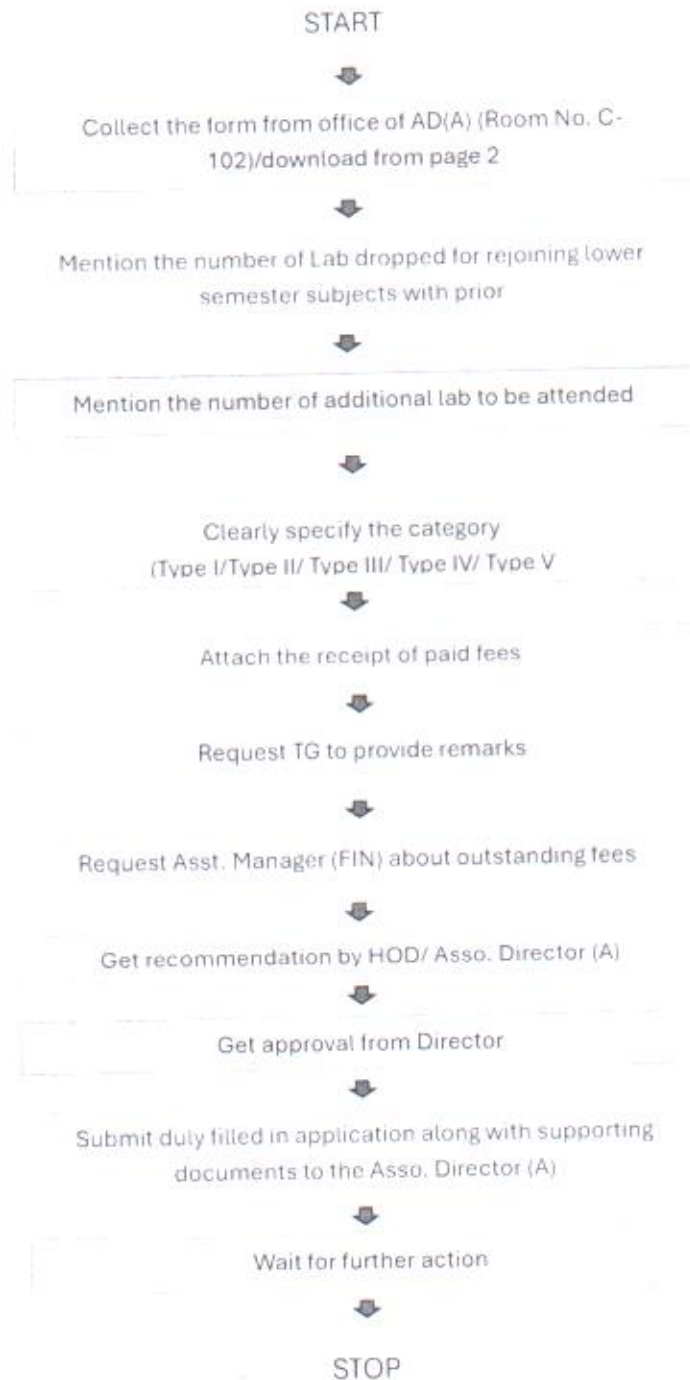 START
Collect the form from office of AD(A) (Room No. C-
102)/download from page 2
Mention the number of Lab dropped for rejoining lower
semester subjects with prior
Mention the number of additional lab to be attended
Clearly specify the category
(Type I/Type II/ Type III/ Type IV/ Type V
Attach the receipt of paid fees
Request TG to provide remarks
Request Asst. Manager (FIN) about outstanding fees
Get recommendation by HOD/ Asso. Director (A)
Get approval from Director
Submit duly filled in application along with supporting
documents to the Asso. Director (A)
Wait for further action
STOP